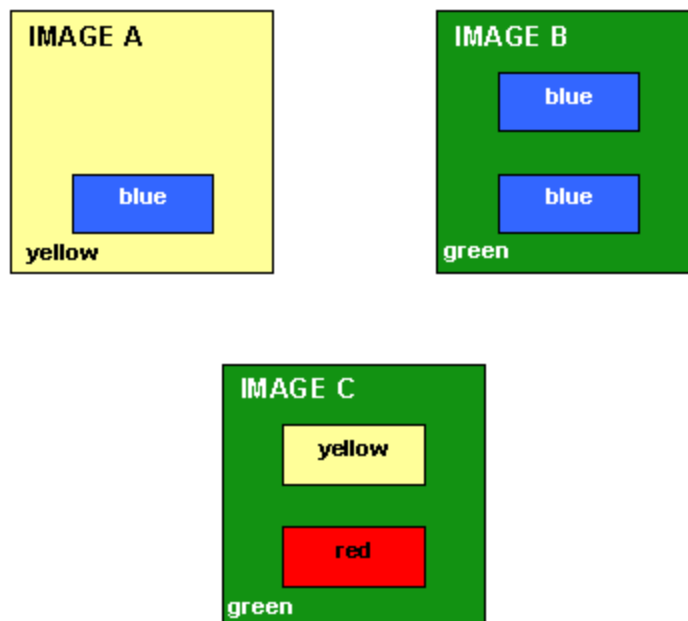 IMAGE A
blue
yellow
IMAGE B
blue
blue
green
IMAGE C
yellow
red
green